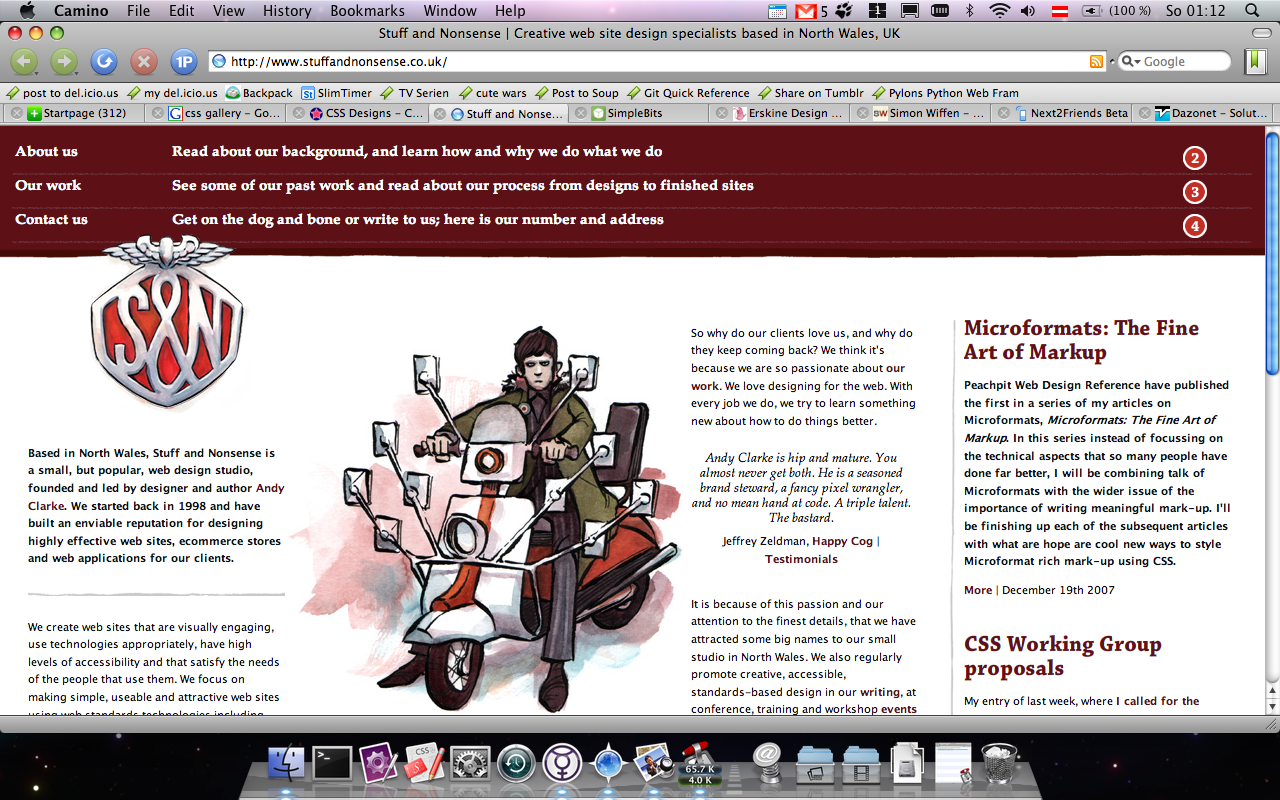 Camino File Edit View History Bookmarks Window Help 5 1 (100 %) So 01:12
Stuff and Nonsense | Creative web site design specialists based in North Wales, UK
1P http://www.stuffandnonsense.co.uk/ Google
post to del.icio.us my del.icio.us Backpack St SlimTimer TV Serien cute wars Post to Soup Git Quick Reference Share on Tumblr Pylons Python Web Fram
Startpage (312) G css gallery – Go... CSS Designs – C... Stuff and Nonse... SimpleBits Erskine Design ... SW Simon Wiffen – ... Next2Friends Beta Dazonet – Solut...
About us Read about our background, and learn how and why we do what we do 2
Our work See some of our past work and read about our process from designs to finished sites 3
Contact us Get on the dog and bone or write to us; here is our number and address 4
S&N
Based in North Wales, Stuff and Nonsense is
a small, but popular, web design studio,
founded and led by designer and author Andy
Clarke. We started back in 1998 and have
built an enviable reputation for designing
highly effective web sites, ecommerce stores
and web applications for our clients.
We create web sites that are visually engaging,
use technologies appropriately, have high
levels of accessibility and that satisfy the needs
of the people that use them. We focus on
making simple, useable and attractive web sites
using web standards technologies including
So why do our clients love us, and why do
they keep coming back? We think it's
because we are so passionate about our
work. We love designing for the web. With
every job we do, we try to learn something
new about how to do things better.
Andy Clarke is hip and mature. You
almost never get both. He is a seasoned
brand steward, a fancy pixel wrangler,
and no mean hand at code. A triple talent.
The bastard.
Jeffrey Zeldman, Happy Cog |
Testimonials
It is because of this passion and our
attention to the finest details, that we have
attracted some big names to our small
studio in North Wales. We also regularly
promote creative, accessible,
standards-based design in our writing, at
conference, training and workshop events
Microformats: The Fine
Art of Markup
Peachpit Web Design Reference have published
the first in a series of my articles on
Microformats, Microformats: The Fine Art of
Markup. In this series instead of focussing on
the technical aspects that so many people have
done far better, I will be combining talk of
Microformats with the wider issue of the
importance of writing meaningful mark-up. I'll
be finishing up each of the subsequent articles
with what are hope are cool new ways to style
Microformat rich mark-up using CSS.
More | December 19th 2007
CSS Working Group
proposals
My entry of last week, where I called for the
CSS
65.7 K
4.0 K